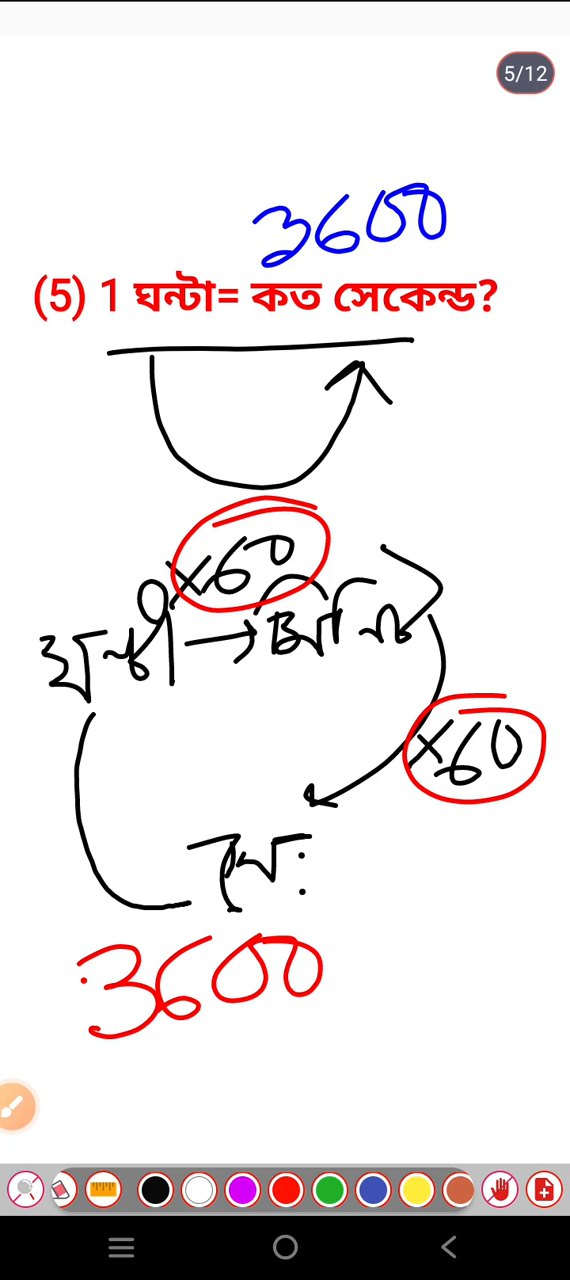 5/12
3600
(5) 1 ঘন্টা= কত সেকেন্ড?
×60
ঘন্টা → মিনি
×60
সে:
3600